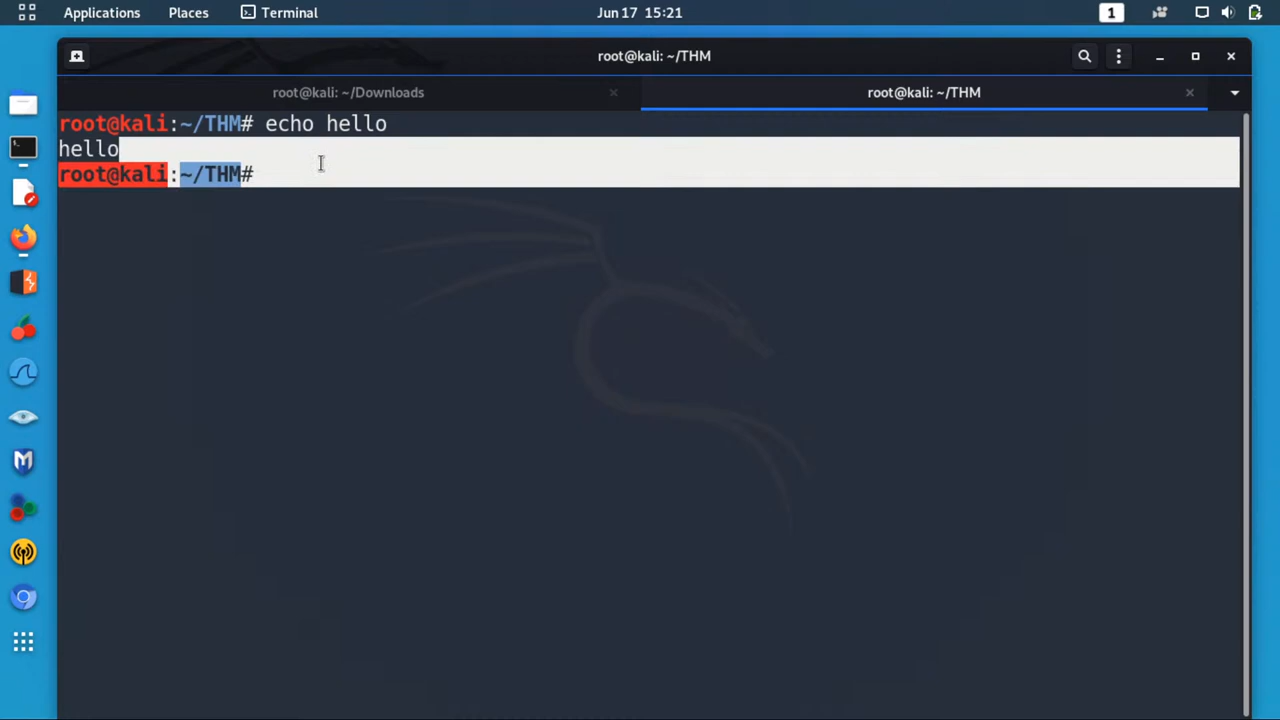 Applications Places Terminal Jun 17 15:21 1
root@kali: ~/THM
root@kali: ~/Downloads root@kali: ~/THM
root@kali:~/THM# echo hello
hello
root@kali:~/THM#